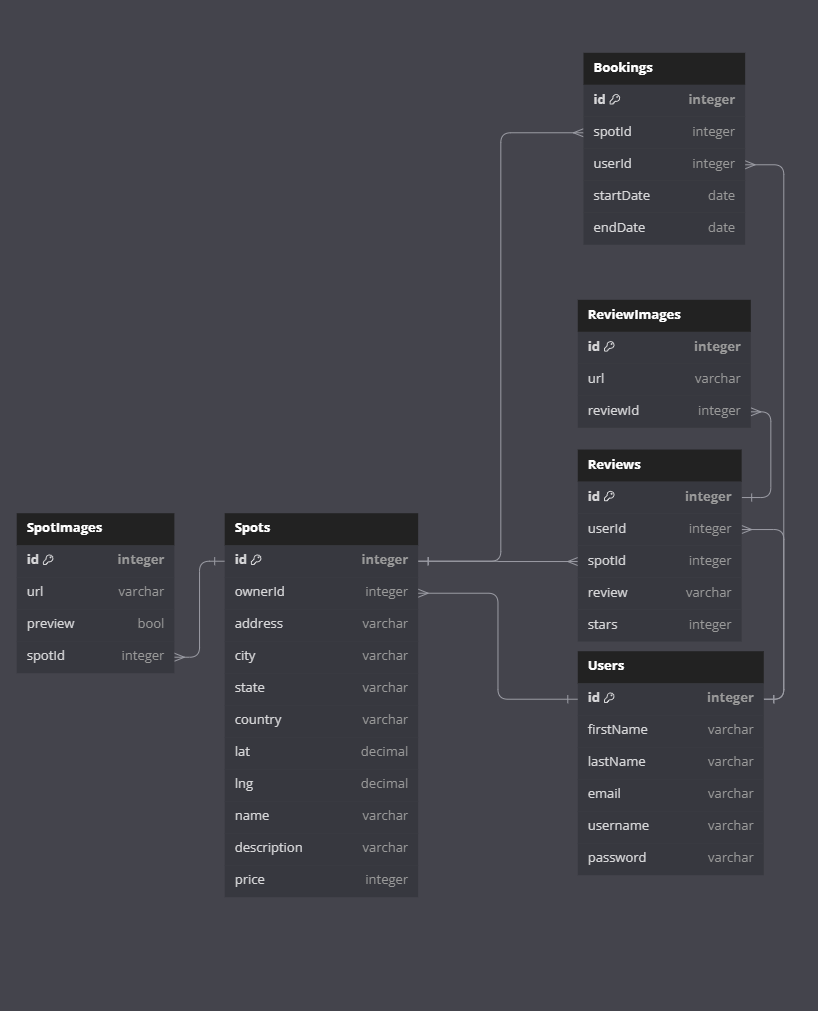 Bookings
id integer
spotId integer
userId integer
startDate date
endDate date
ReviewImages
id integer
url varchar
reviewId integer
Reviews
id integer
userId integer
spotId integer
review varchar
stars integer
SpotImages
id integer
url varchar
preview bool
spotId integer
Spots
id integer
ownerId integer
address varchar
city varchar
state varchar
country varchar
lat decimal
lng decimal
name varchar
description varchar
price integer
Users
id integer
firstName varchar
lastName varchar
email varchar
username varchar
password varchar